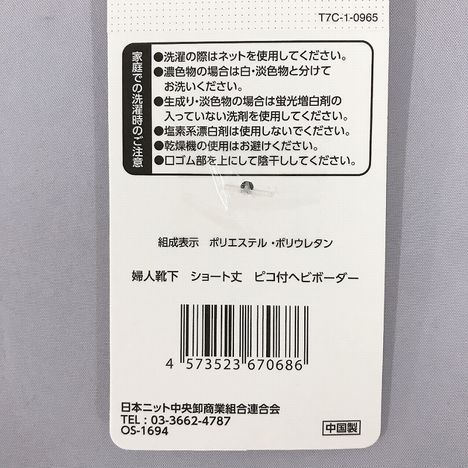 T7C-1-0965
家庭での洗濯時のご注意
●洗濯の際はネットを使用してください。
●濃色物の場合は白・淡色物と分けて
お洗いください。
●生成り・淡色物の場合は蛍光増白剤の
入っていない洗剤を使用してください。
●塩素系漂白剤は使用しないでください。
●乾燥機の使用はお避けください。
●口ゴム部を上にして陰干ししてください。
組成表示 ポリエステル・ポリウレタン
婦人靴下 ショート丈 ピコ付ヘビボーダー
4 573523 670686
日本ニット中央卸商業組合連合会
TEL: 03-3662-4787
OS-1694
中国製